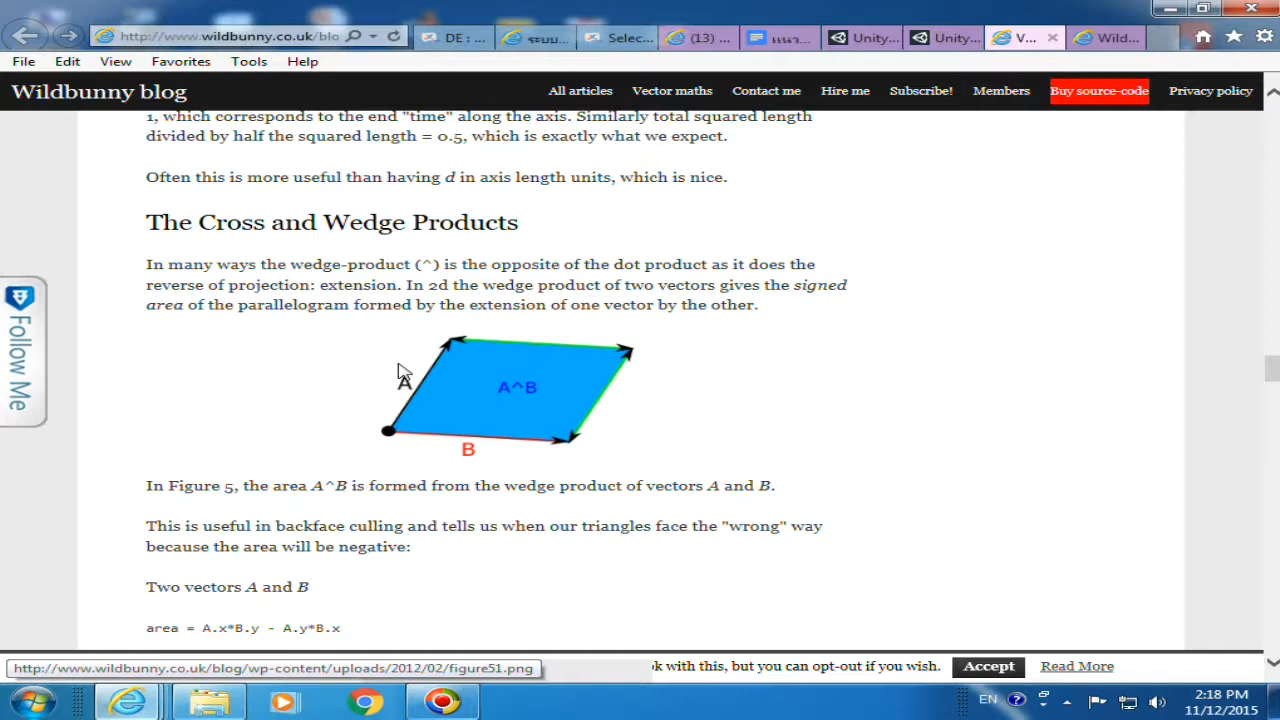 http://www.wildbunny.co.uk/blo
DE : ...
ระบบ...
Selec...
(13) ...
แนวา...
Unity...
Unity...
V...
Wild...
File Edit View Favorites Tools Help
Wildbunny blog
All articles Vector maths Contact me Hire me Subscribe! Members Buy source-code Privacy policy
1, which corresponds to the end "time" along the axis. Similarly total squared length
divided by half the squared length = 0.5, which is exactly what we expect.
Often this is more useful than having d in axis length units, which is nice.
The Cross and Wedge Products
In many ways the wedge-product (^) is the opposite of the dot product as it does the
reverse of projection: extension. In 2d the wedge product of two vectors gives the signed
area of the parallelogram formed by the extension of one vector by the other.
A
A^B
B
Follow Me
In Figure 5, the area A^B is formed from the wedge product of vectors A and B.
This is useful in backface culling and tells us when our triangles face the "wrong" way
because the area will be negative:
Two vectors A and B
area = A.x*B.y - A.y*B.x
http://www.wildbunny.co.uk/blog/wp-content/uploads/2012/02/figure51.png
ok with this, but you can opt-out if you wish. Accept Read More
EN
2:18 PM
11/12/2015